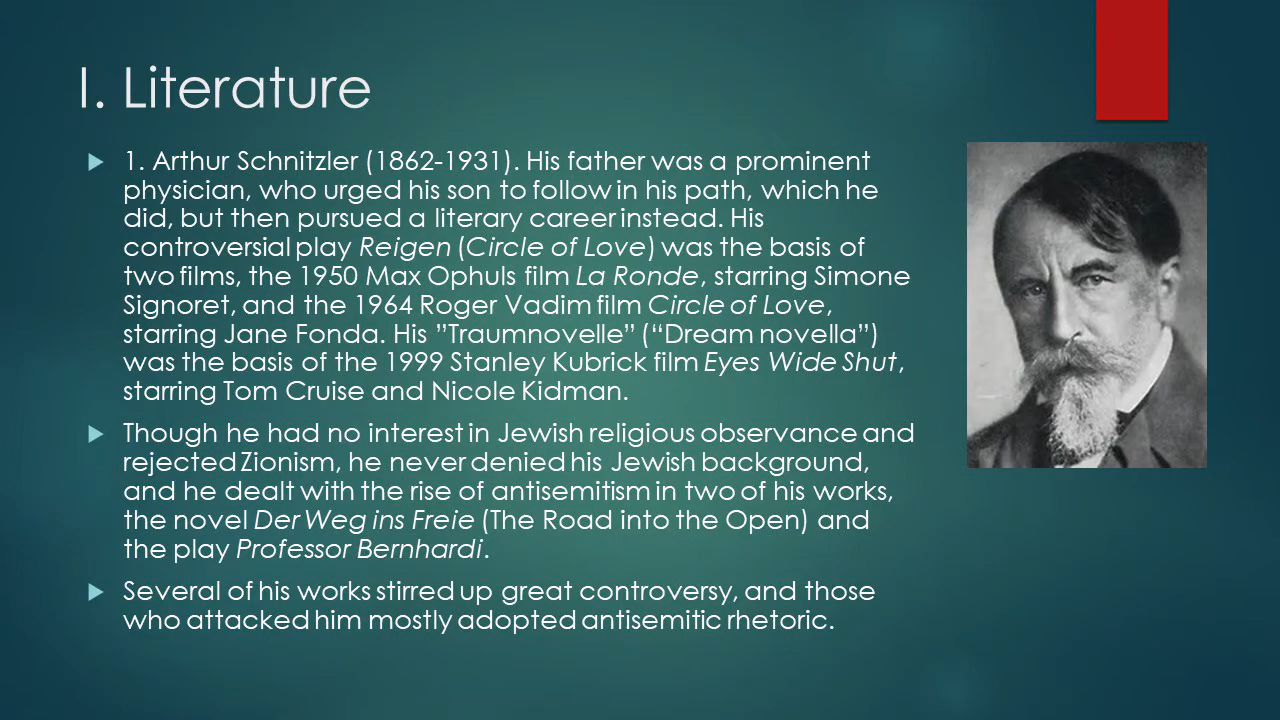 I. Literature
1. Arthur Schnitzler (1862-1931). His father was a prominent
physician, who urged his son to follow in his path, which he
did, but then pursued a literary career instead. His
controversial play Reigen (Circle of Love) was the basis of
two films, the 1950 Max Ophuls film La Ronde, starring Simone
Signoret, and the 1964 Roger Vadim film Circle of Love,
starring Jane Fonda. His ”Traumnovelle” (“Dream novella”)
was the basis of the 1999 Stanley Kubrick film Eyes Wide Shut,
starring Tom Cruise and Nicole Kidman.
Though he had no interest in Jewish religious observance and
rejected Zionism, he never denied his Jewish background,
and he dealt with the rise of antisemitism in two of his works,
the novel Der Weg ins Freie (The Road into the Open) and
the play Professor Bernhardi.
Several of his works stirred up great controversy, and those
who attacked him mostly adopted antisemitic rhetoric.